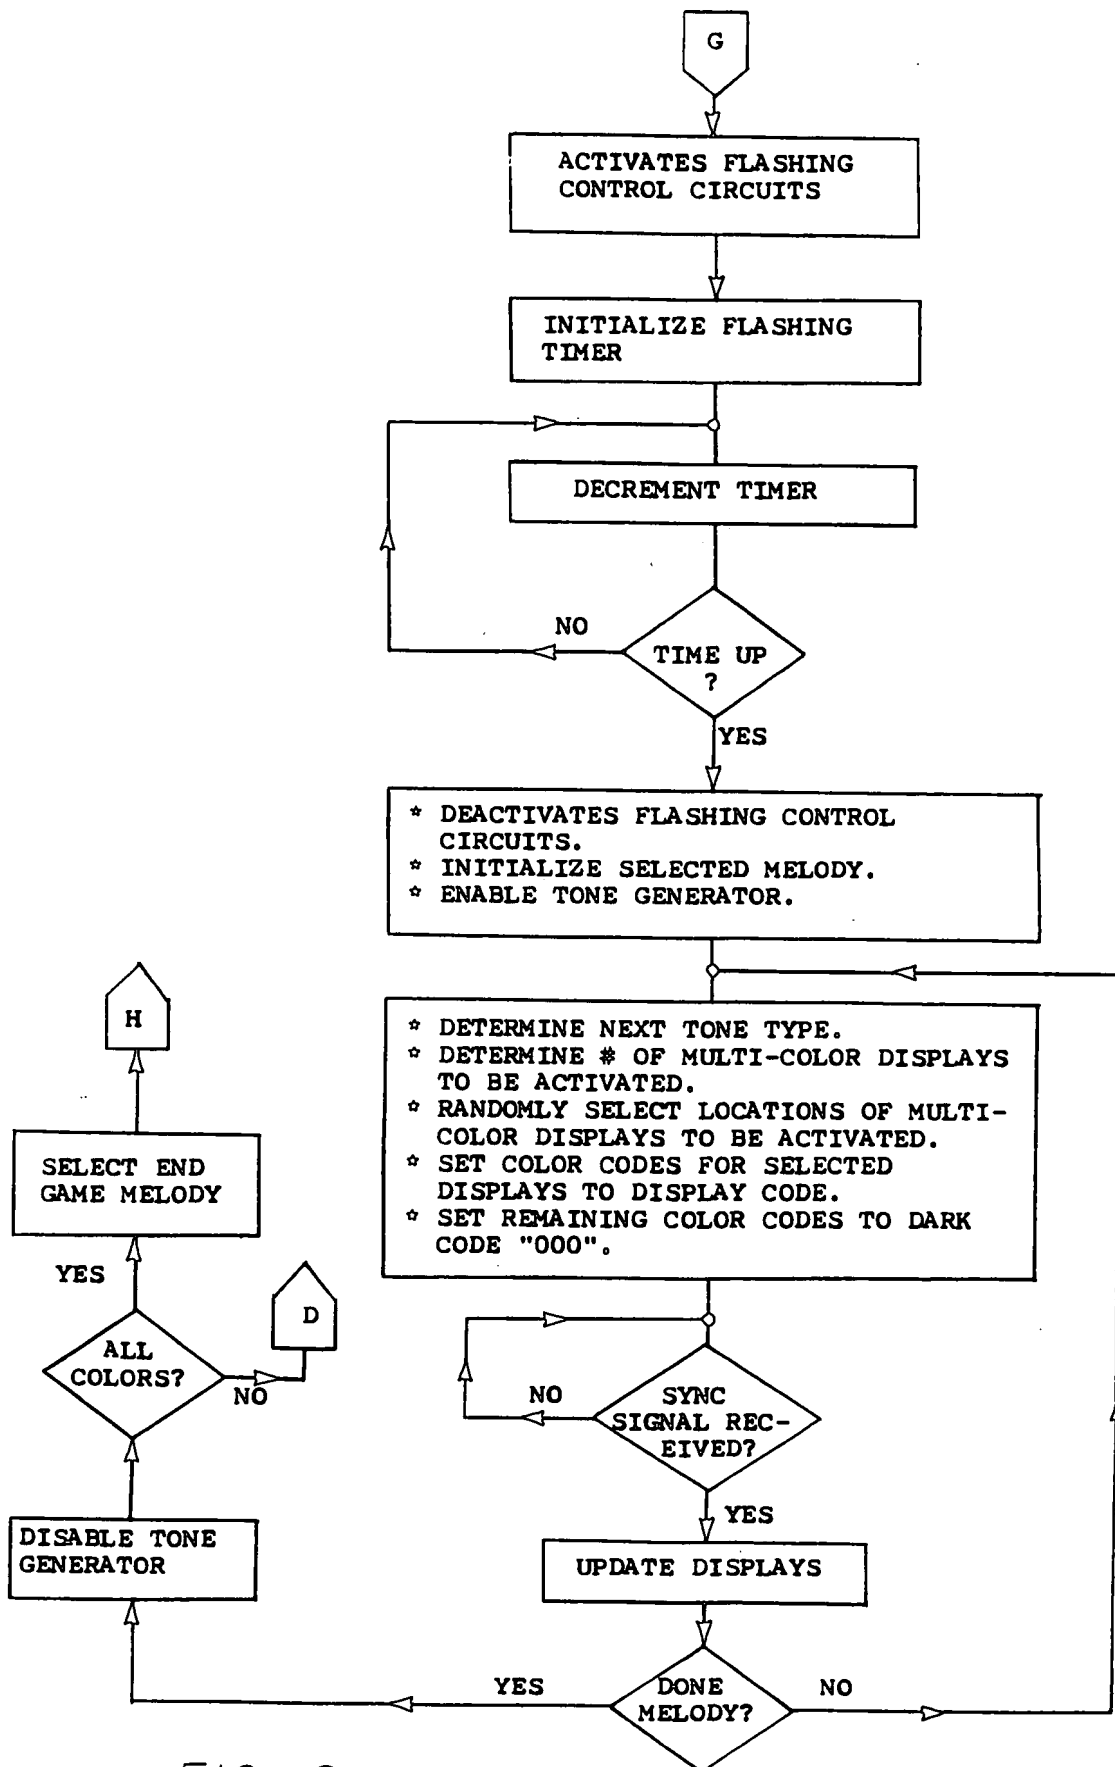 G
ACTIVATES FLASHING
CONTROL CIRCUITS
INITIALIZE FLASHING
TIMER
DECREMENT TIMER
NO
TIME UP
?
YES
* DEACTIVATES FLASHING CONTROL
CIRCUITS.
* INITIALIZE SELECTED MELODY.
* ENABLE TONE GENERATOR.
* DETERMINE NEXT TONE TYPE.
* DETERMINE # OF MULTI-COLOR DISPLAYS
TO BE ACTIVATED.
* RANDOMLY SELECT LOCATIONS OF MULTI-
COLOR DISPLAYS TO BE ACTIVATED.
* SET COLOR CODES FOR SELECTED
DISPLAYS TO DISPLAY CODE.
* SET REMAINING COLOR CODES TO DARK
CODE "000".
NO
SYNC
SIGNAL REC-
EIVED?
YES
UPDATE DISPLAYS
DONE
MELODY?
NO
YES
DISABLE TONE
GENERATOR
ALL
COLORS?
NO
D
YES
SELECT END
GAME MELODY
H